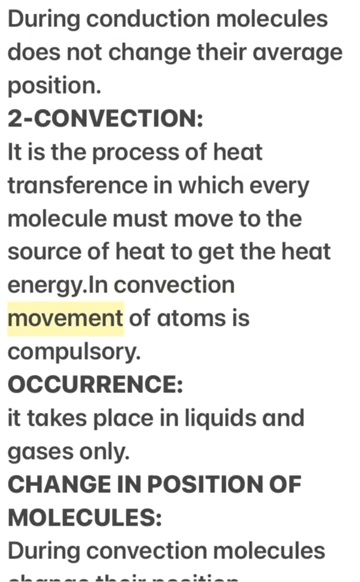 During conduction molecules
does not change their average
position.
2-CONVECTION:
It is the process of heat
transference in which every
molecule must move to the
source of heat to get the heat
energy.In convection
movement of atoms is
compulsory.
OCCURRENCE:
it takes place in liquids and
gases only.
CHANGE IN POSITION OF
MOLECULES:
During convection molecules
change their position